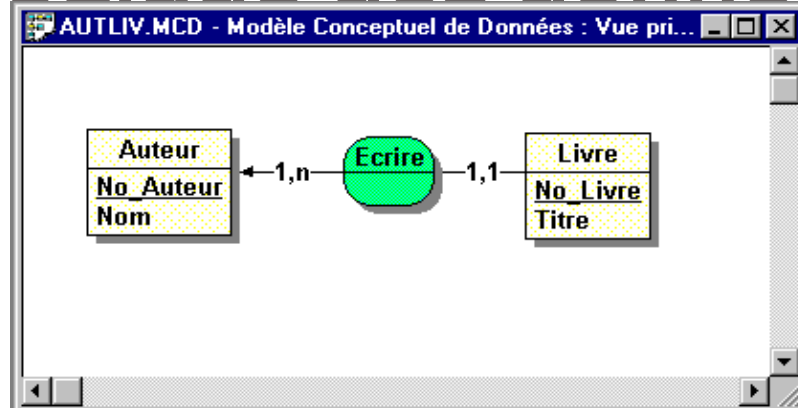 AUTLIV.MCD - Modèle Conceptuel de Données : Vue pri...
Auteur
No_Auteur
Nom
1,n
Ecrire
1,1
Livre
No_Livre
Titre